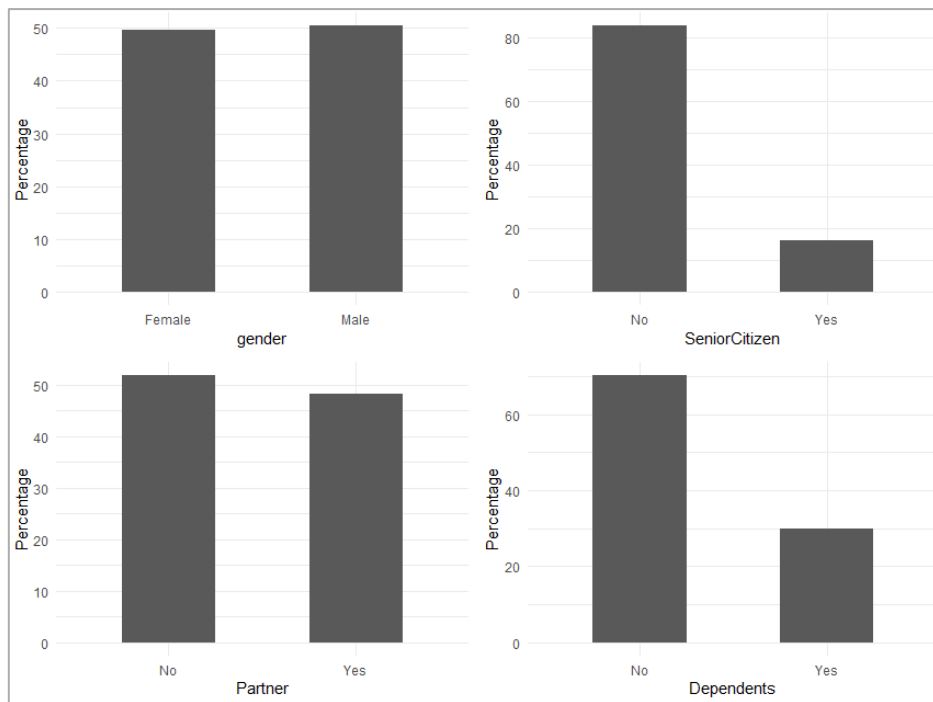 Percentage
50
40
30
20
10
0
Female Male
gender
Percentage
80
60
40
20
0
No Yes
SeniorCitizen
Percentage
50
40
30
20
10
0
No Yes
Partner
Percentage
60
40
20
0
No Yes
Dependents